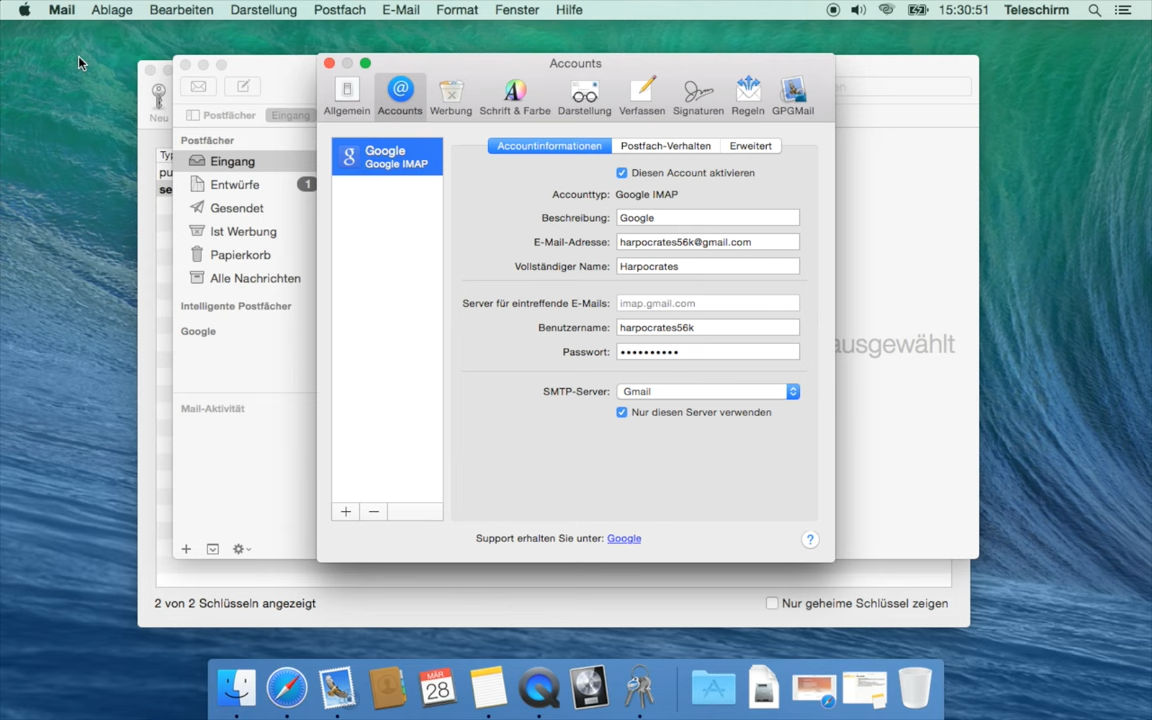 Mail Ablage Bearbeiten Darstellung Postfach E-Mail Format Fenster Hilfe 15:30:51 Teleschirm
Accounts
Allgemein Accounts Werbung Schrift & Farbe Darstellung Verfassen Signaturen Regeln GPGMail
Neu
Postfächer Eingang
Postfächer
Eingang
Entwürfe 1
Gesendet
Ist Werbung
Papierkorb
Alle Nachrichten
Intelligente Postfächer
Google
Mail-Aktivität
Google
Google IMAP
Accountinformationen Postfach-Verhalten Erweitert
Diesen Account aktivieren
Accounttyp: Google IMAP
Beschreibung: Google
E-Mail-Adresse: harpocrates56k@gmail.com
Vollständiger Name: Harpocrates
Server für eintreffende E-Mails: imap.gmail.com
Benutzername: harpocrates56k
Passwort: ••••••••••
SMTP-Server: Gmail
Nur diesen Server verwenden
ausgewählt
Support erhalten Sie unter: Google
2 von 2 Schlüsseln angezeigt
Nur geheime Schlüssel zeigen
MÄR
28